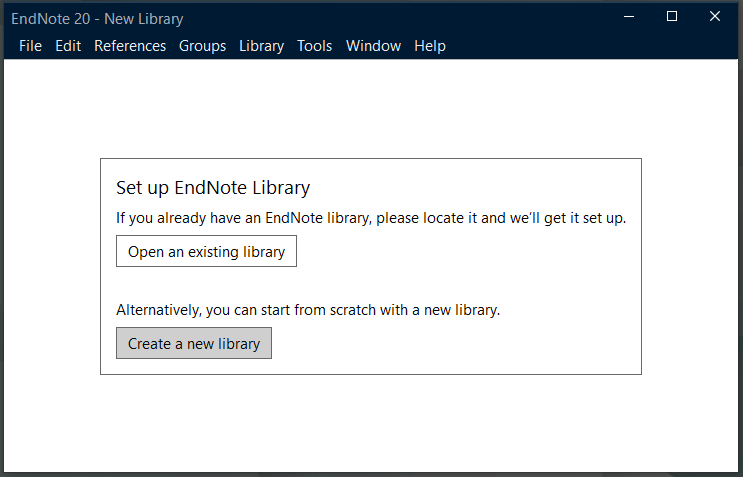 EndNote 20 - New Library
File Edit References Groups Library Tools Window Help
Set up EndNote Library
If you already have an EndNote library, please locate it and we'll get it set up.
Open an existing library
Alternatively, you can start from scratch with a new library.
Create a new library